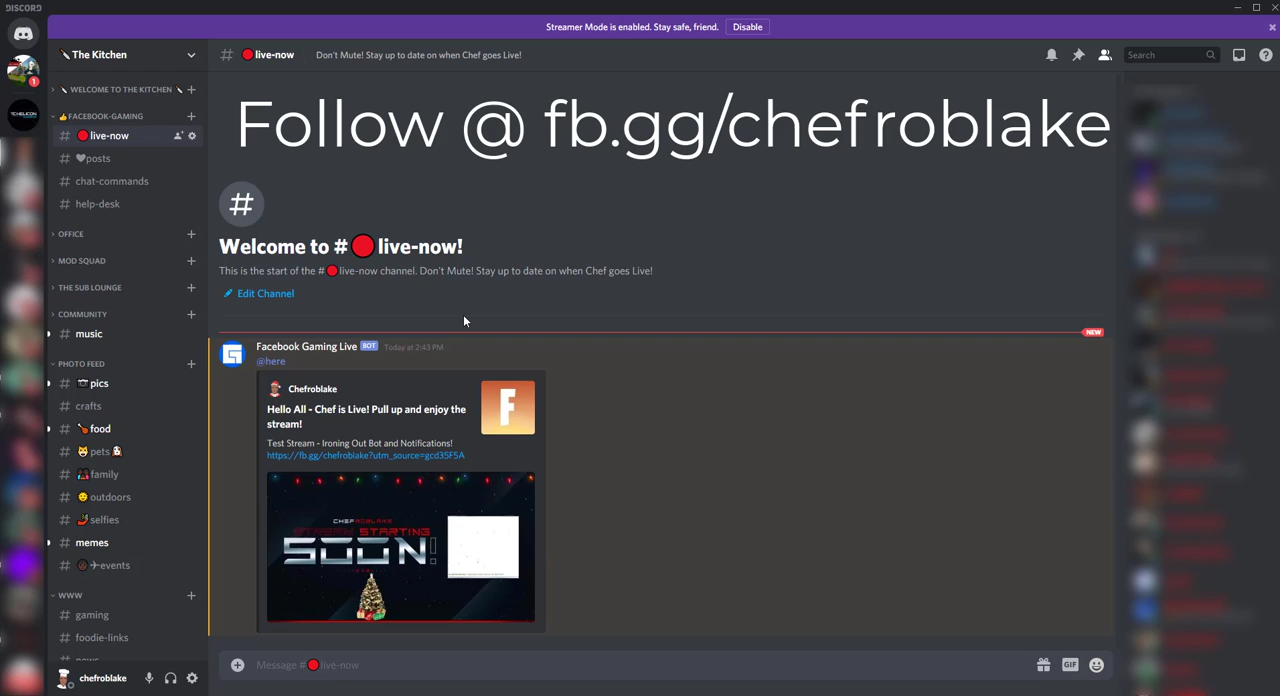 DISCORD
Streamer Mode is enabled. Stay safe, friend. Disable
The Kitchen
# 🔴live-now Don't Mute! Stay up to date on when Chef goes Live!
Search
1
WELCOME TO THE KITCHEN
👍FACEBOOK-GAMING
# 🔴live-now
# 🖤posts
# chat-commands
# help-desk
OFFICE
MOD SQUAD
THE SUB LOUNGE
COMMUNITY
# music
PHOTO FEED
# 📷pics
# crafts
# 🍗food
# 🐱pets🐶
# 👪family
# outdoors
# selfies
# memes
# ✈events
WWW
# gaming
# foodie-links
chefroblake
Follow @ fb.gg/chefroblake
#
Welcome to #🔴live-now!
This is the start of the #🔴live-now channel. Don't Mute! Stay up to date on when Chef goes Live!
Edit Channel
NEW
Facebook Gaming Live BOT Today at 2:43 PM
@here
Chefroblake
Hello All - Chef is Live! Pull up and enjoy the
stream!
F
Test Stream - Ironing Out Bot and Notifications!
https://fb.gg/chefroblake?utm_source=gcd35F5A
CHEFROBLAKE
STREAM STARTING
SOON!
Message #🔴live-now
GIF